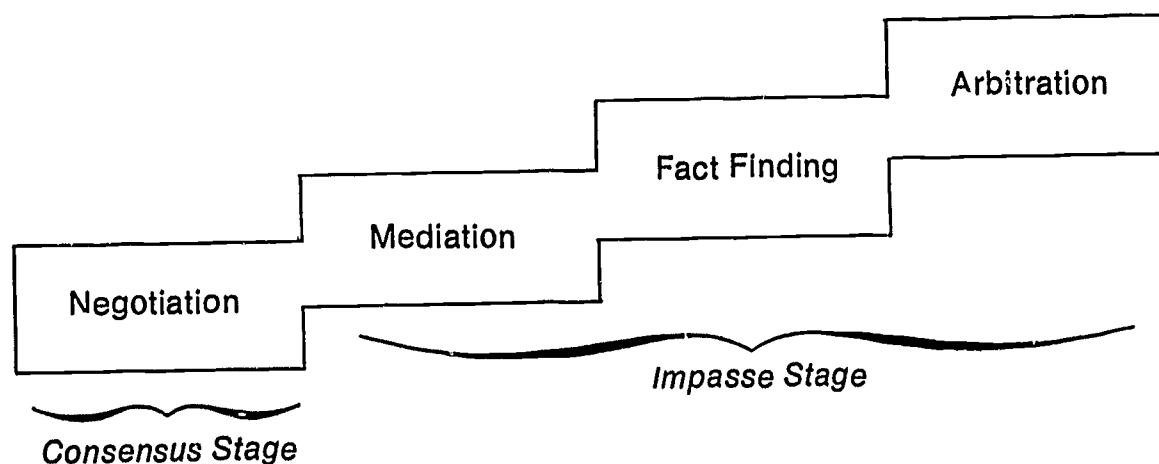 Arbitration
Fact Finding
Mediation
Negotiation
Impasse Stage
Consensus Stage